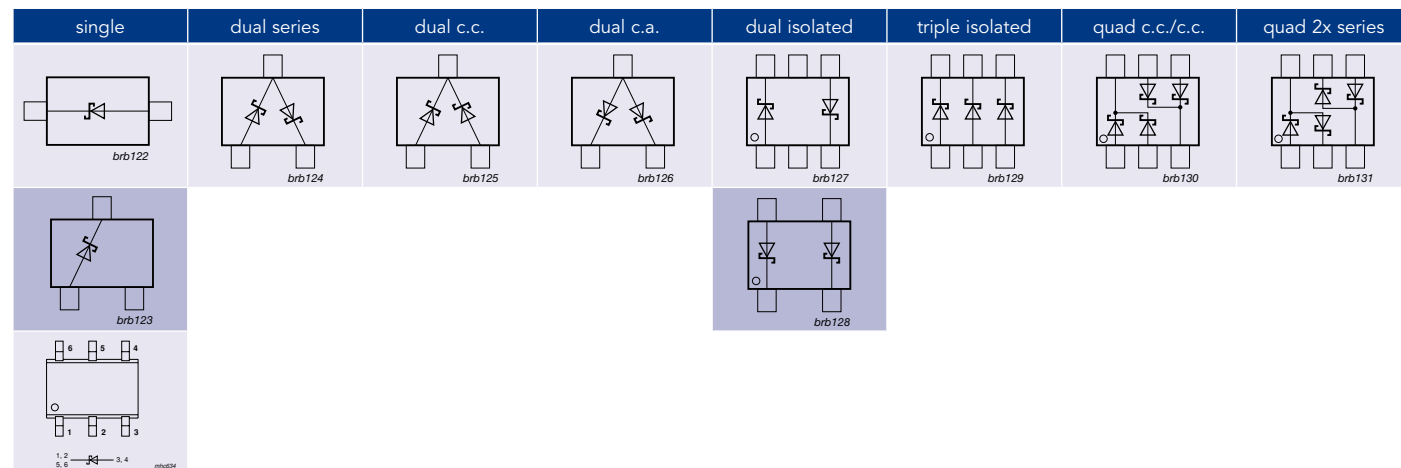 single
dual series
dual c.c.
dual c.a.
dual isolated
triple isolated
quad c.c./c.c.
quad 2x series
brb122
brb124
brb125
brb126
brb127
brb129
brb130
brb131
brb123
brb128
6 5 4
1 2 3
1, 2
5, 6
3, 4
mhc634